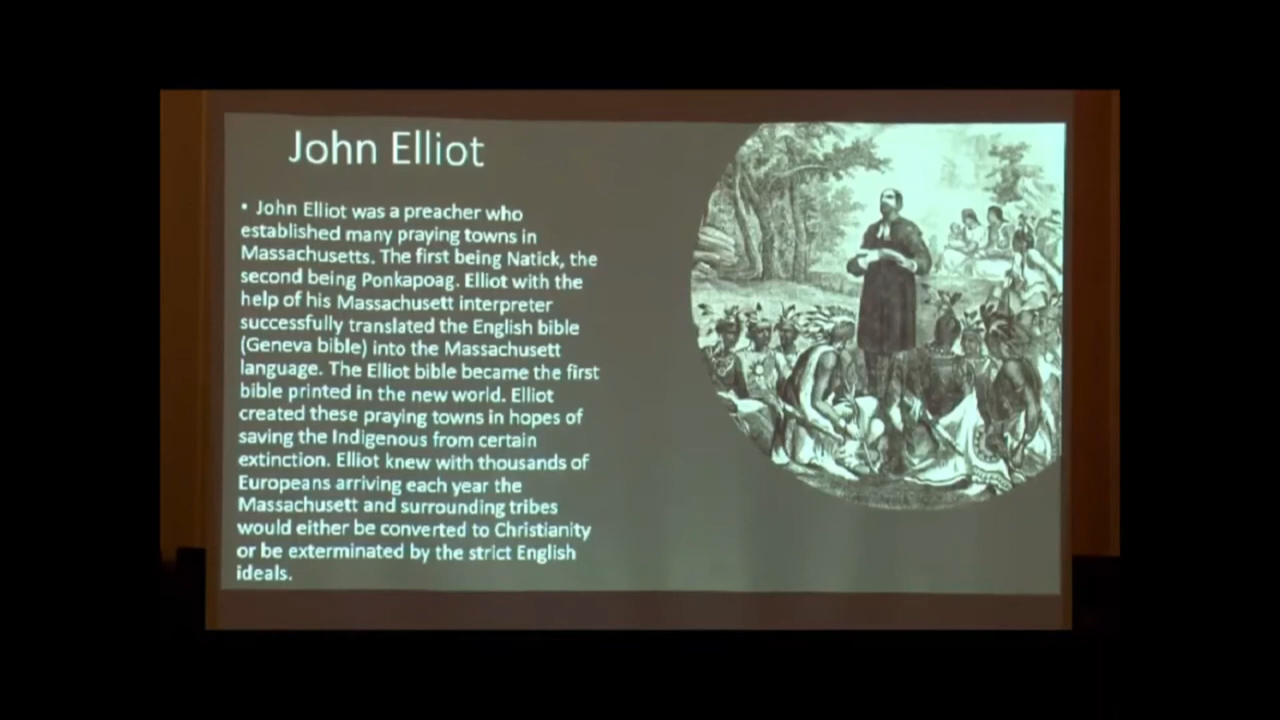 John Elliot
• John Elliot was a preacher who
established many praying towns in
Massachusetts. The first being Natick, the
second being Ponkapoag. Elliot with the
help of his Massachusett interpreter
successfully translated the English bible
(Geneva bible) into the Massachusett
language. The Elliot bible became the first
bible printed in the new world. Elliot
created these praying towns in hopes of
saving the Indigenous from certain
extinction. Elliot knew with thousands of
Europeans arriving each year the
Massachusett and surrounding tribes
would either be converted to Christianity
or be exterminated by the strict English
ideals.